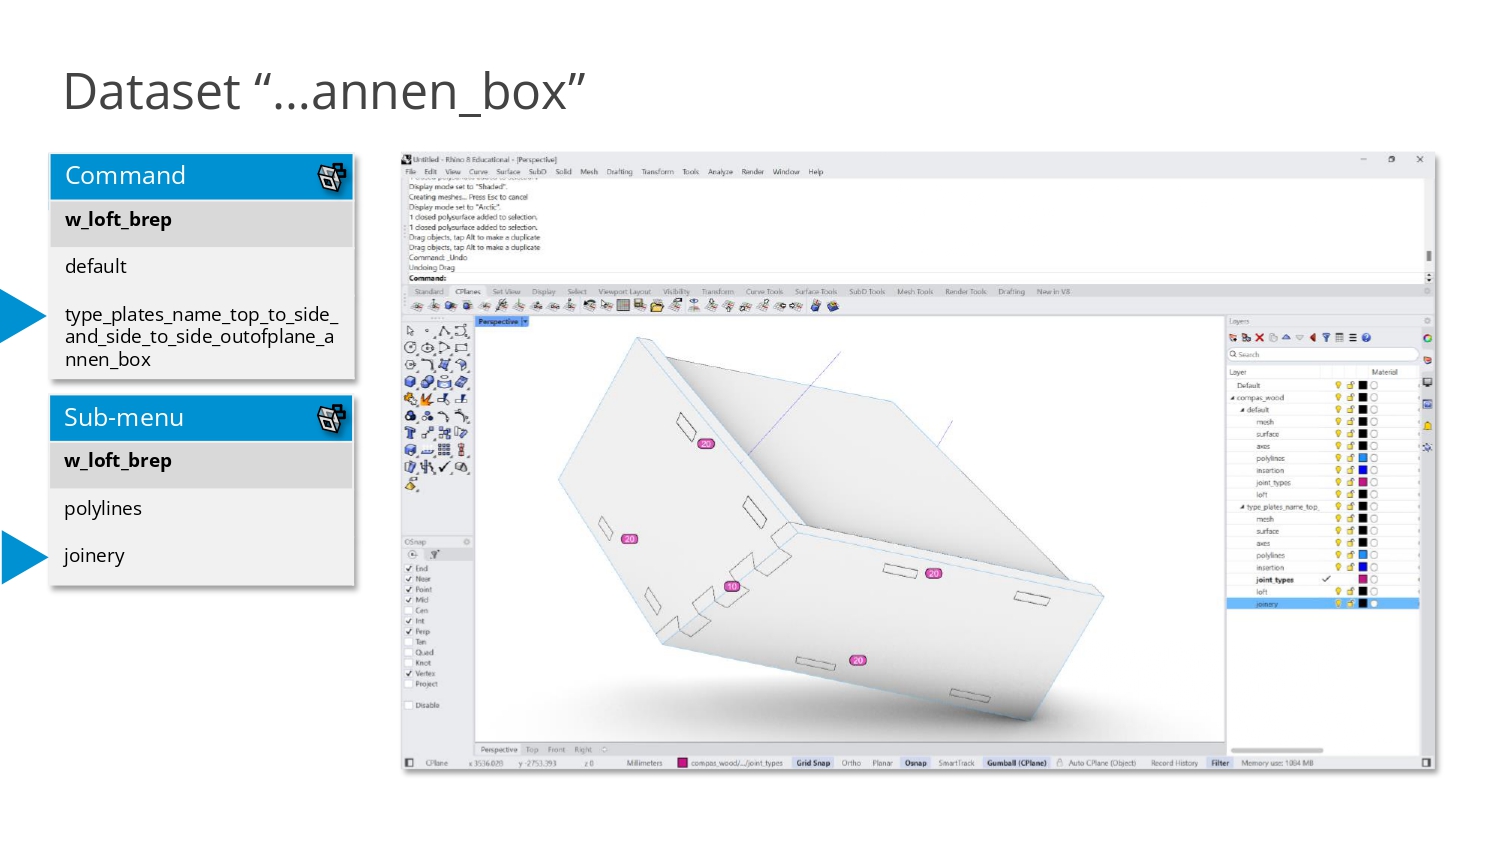 Dataset “…annen_box”
Command
w_loft_brep
default
type_plates_name_top_to_side_
and_side_to_side_outofplane_a
nnen_box
Sub-menu
w_loft_brep
polylines
joinery
Untitled - Rhino 8 Educational - [Perspective]
File Edit View Curve Surface SubD Solid Mesh Drafting Transform Tools Analyze Render Window Help
Display mode set to "Shaded".
Creating meshes... Press Esc to cancel
Display mode set to "Arctic".
1 closed polysurface added to selection.
1 closed polysurface added to selection.
Drag objects, tap Alt to make a duplicate
Drag objects, tap Alt to make a duplicate
Command: _Undo
Undoing Drag
Command:
Standard CPlanes Set View Display Select Viewport Layout Visibility Transform Curve Tools Surface Tools Solid Tools SubD Tools Mesh Tools Render Tools Drafting New in V8
Perspective
20
20
10
20
20
OSnap
End
Near
Point
Mid
Cen
Int
Perp
Tan
Quad
Knot
Vertex
Project
Disable
Layers
Search
Layer Material
Default
compas_wood
default
mesh
surface
axes
polylines
insertion
joint_types
loft
type_plates_name_top_
mesh
surface
axes
polylines
insertion
joint_types
loft
joinery
Perspective Top Front Right
CPlane x 3536.028 y -2753.393 z 0 Millimeters compas_wood/.../joint_types Grid Snap Ortho Planar Osnap SmartTrack Gumball (CPlane) Auto CPlane (Object) Record History Filter Memory use: 1084 MB